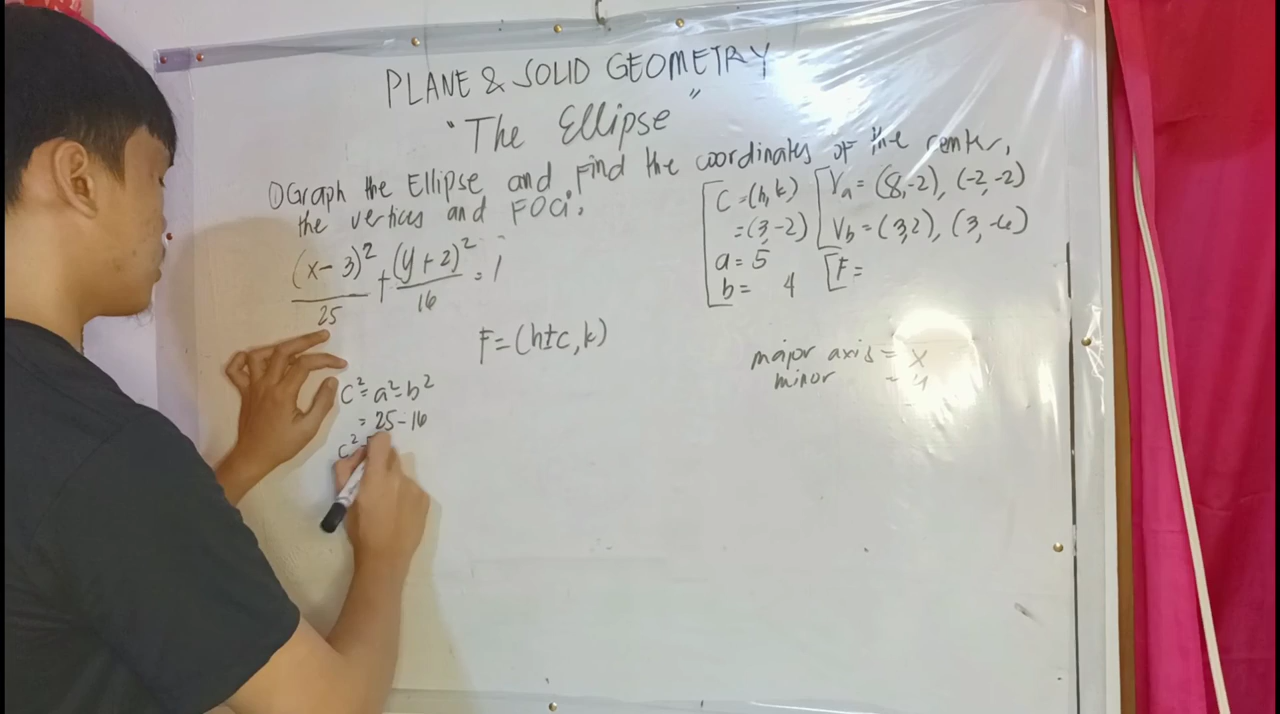 PLANE & SOLID GEOMETRY
"The Ellipse"
① Graph the Ellipse and Find the coordinates of the center,
the vertices and FOCi.
(x-3)²/25 + (y+2)²/16 = 1
C = (h, k)
= (3, -2)
a = 5
b = 4
Va = (8,-2), (-2,-2)
Vb = (3,2), (3,-6)
F =
F = (h±c, k)
major axis = x
minor = y
c² = a² - b²
= 25 - 16
c² =